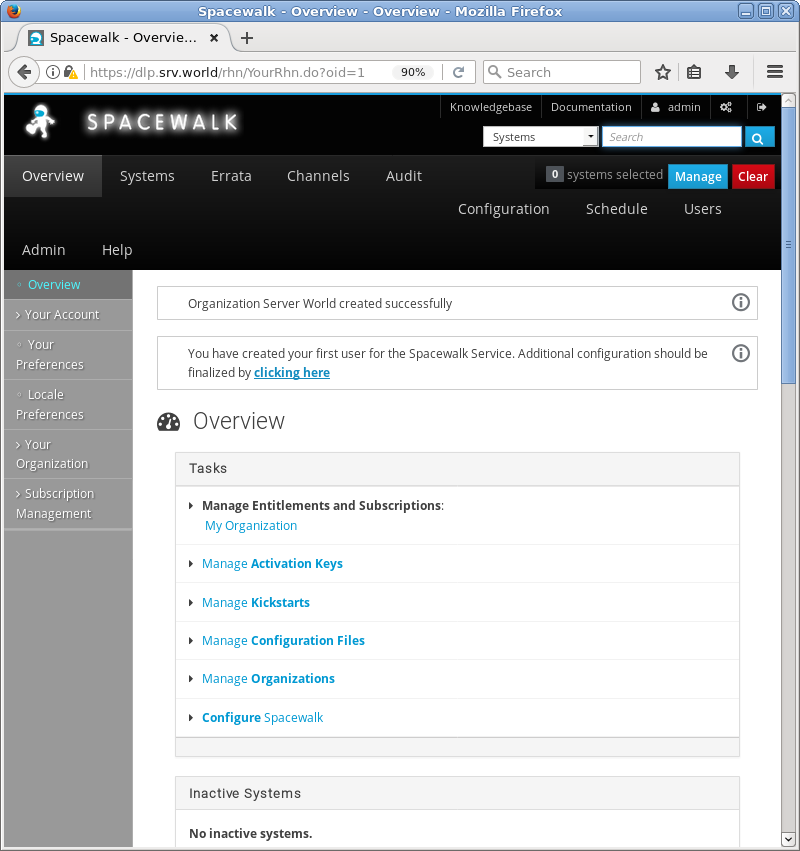 Spacewalk - Overview - Overview - Mozilla Firefox
Spacewalk - Overvie...
https://dlp.srv.world/rhn/YourRhn.do?oid=1
90%
Search
SPACEWALK
Knowledgebase
Documentation
admin
Systems
Search
Overview
Systems
Errata
Channels
Audit
0 systems selected
Manage
Clear
Configuration
Schedule
Users
Admin
Help
Overview
Your Account
Your
Preferences
Locale
Preferences
Your
Organization
Subscription
Management
Organization Server World created successfully
You have created your first user for the Spacewalk Service. Additional configuration should be
finalized by clicking here
Overview
Tasks
Manage Entitlements and Subscriptions:
My Organization
Manage Activation Keys
Manage Kickstarts
Manage Configuration Files
Manage Organizations
Configure Spacewalk
Inactive Systems
No inactive systems.